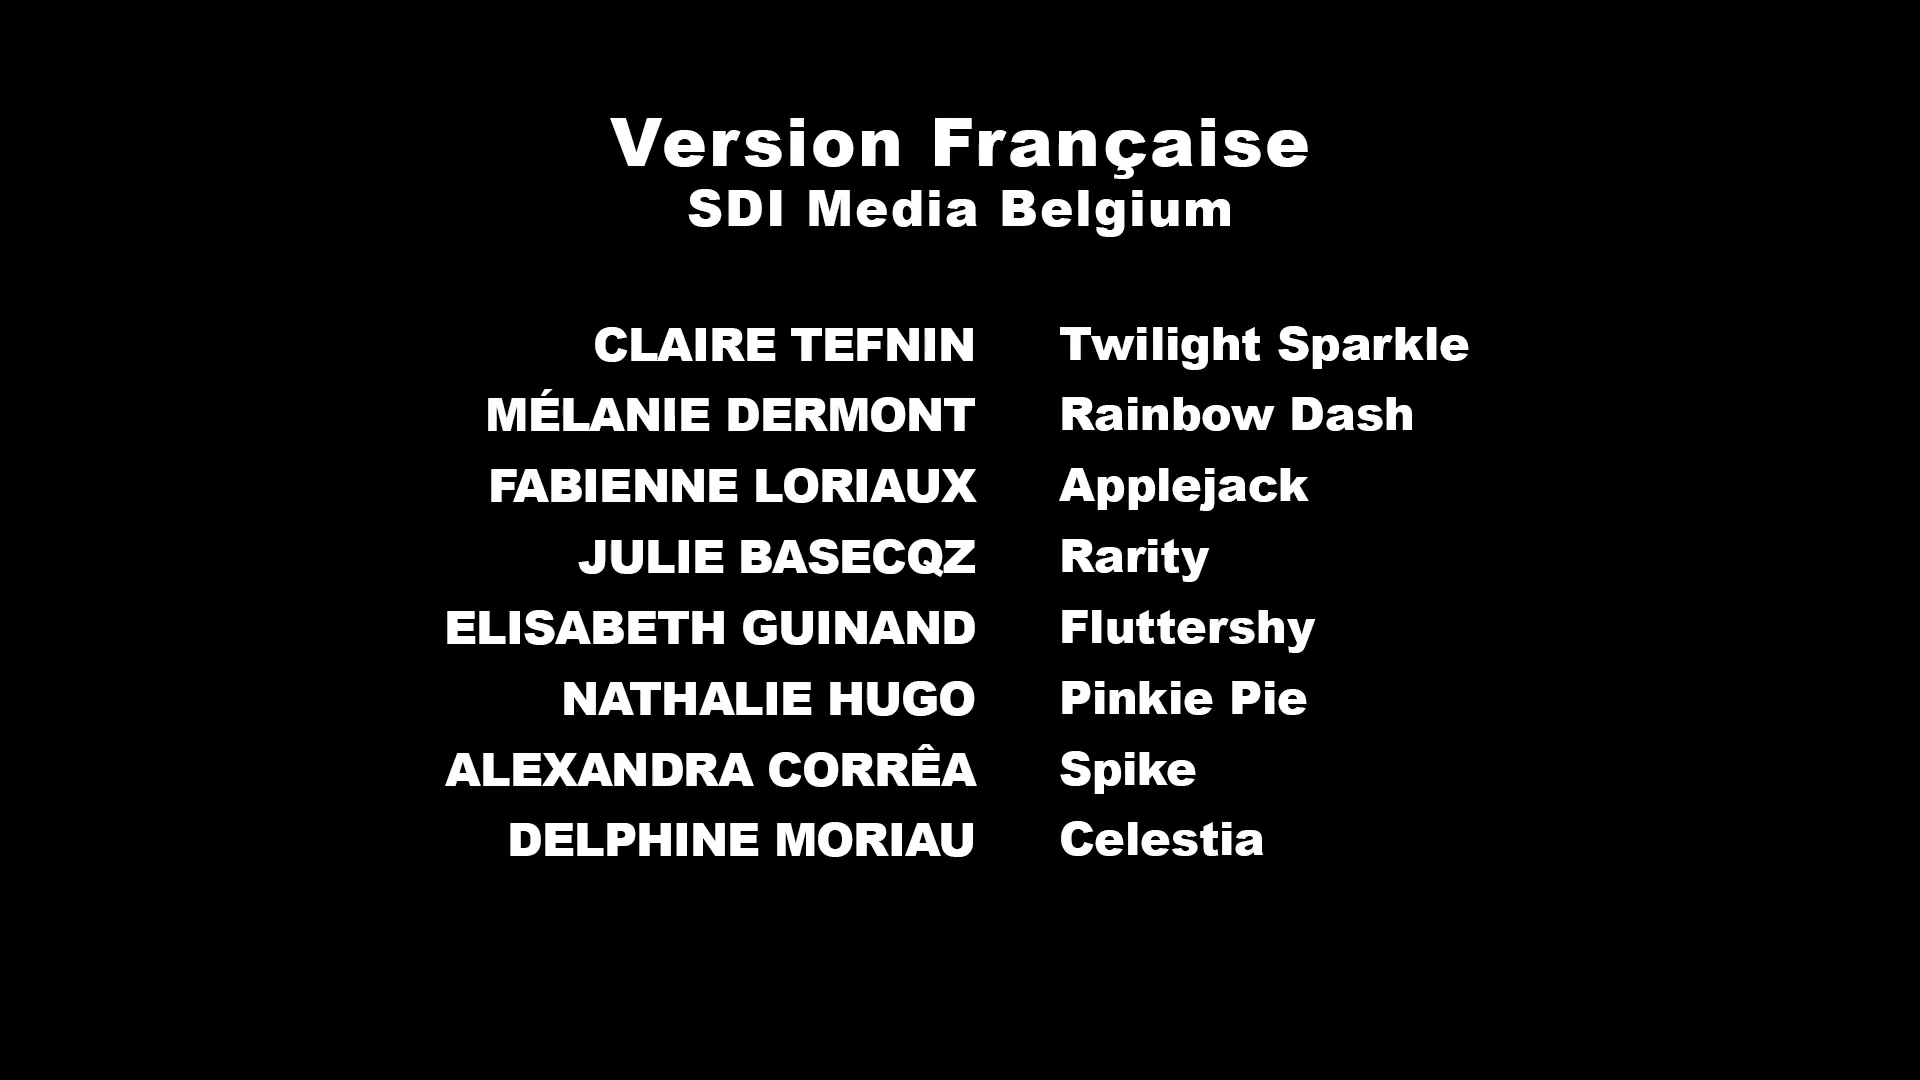 Version Française
SDI Media Belgium
CLAIRE TEFNIN Twilight Sparkle
MÉLANIE DERMONT Rainbow Dash
FABIENNE LORIAUX Applejack
JULIE BASECQZ Rarity
ELISABETH GUINAND Fluttershy
NATHALIE HUGO Pinkie Pie
ALEXANDRA CORRÊA Spike
DELPHINE MORIAU Celestia